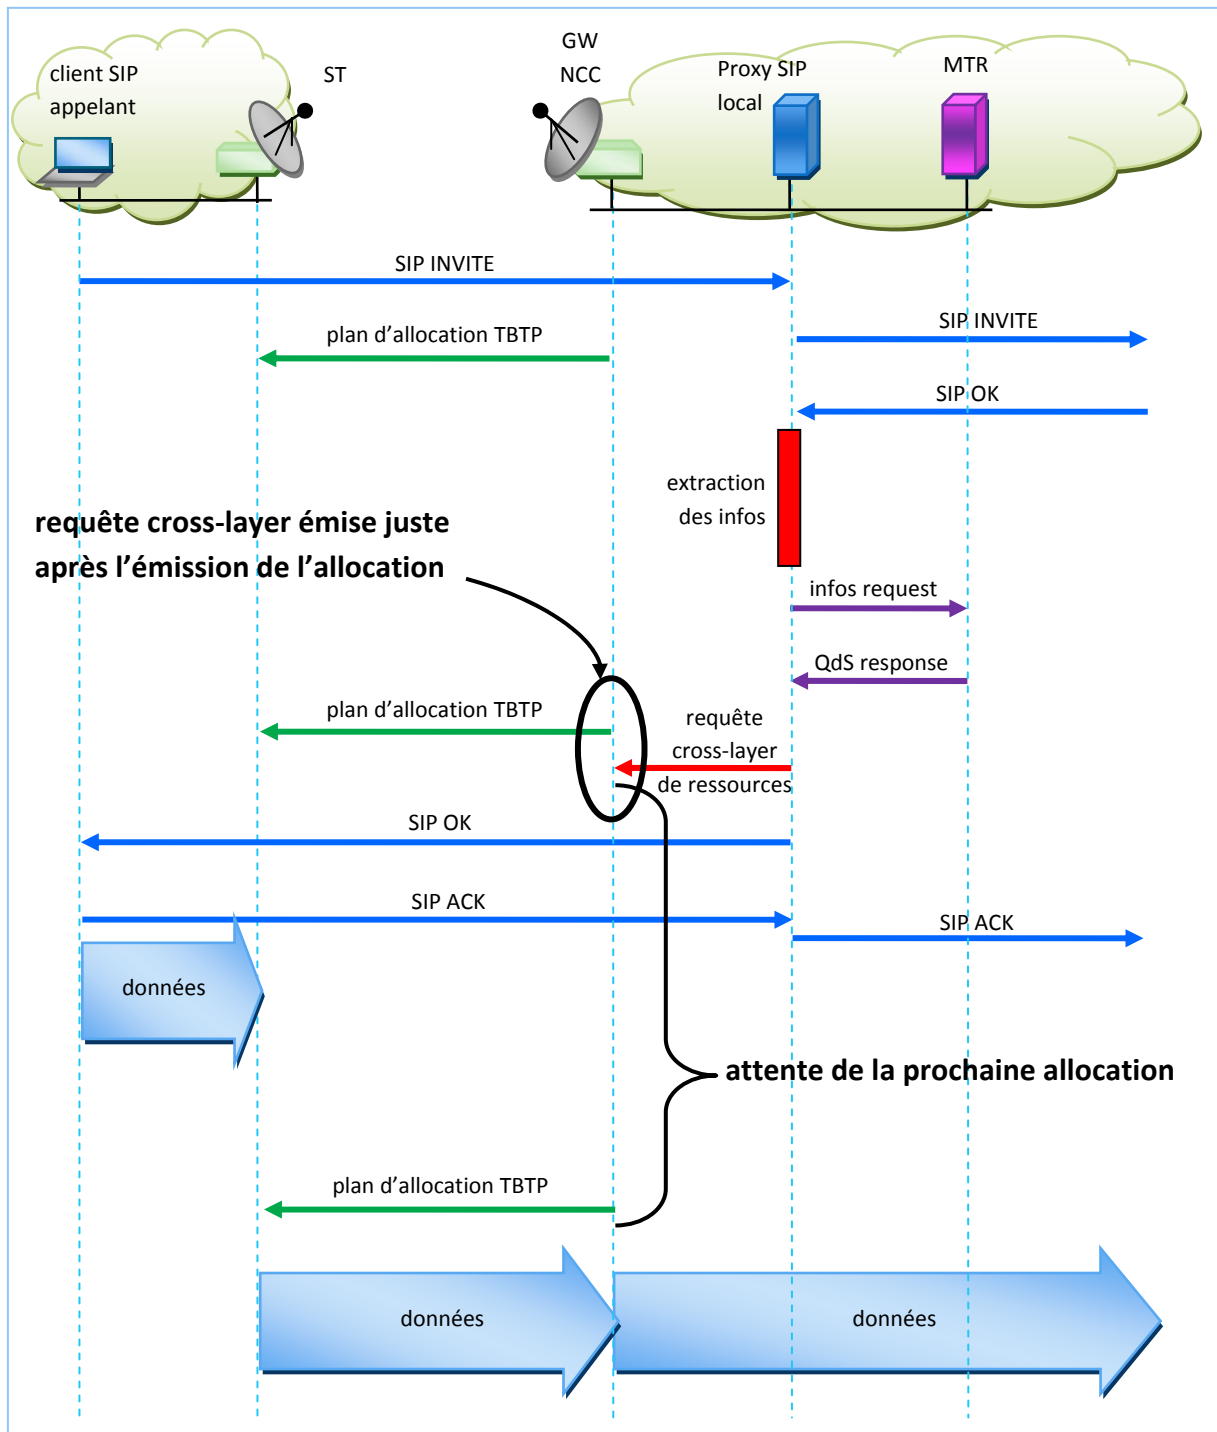 client SIP
appelant
ST
GW
NCC
Proxy SIP
local
MTR
SIP INVITE
SIP INVITE
plan d’allocation TBTP
SIP OK
extraction
des infos
requête cross-layer émise juste
après l’émission de l’allocation
infos request
QdS response
plan d’allocation TBTP
requête
cross-layer
de ressources
SIP OK
SIP ACK
SIP ACK
données
attente de la prochaine allocation
plan d’allocation TBTP
données
données